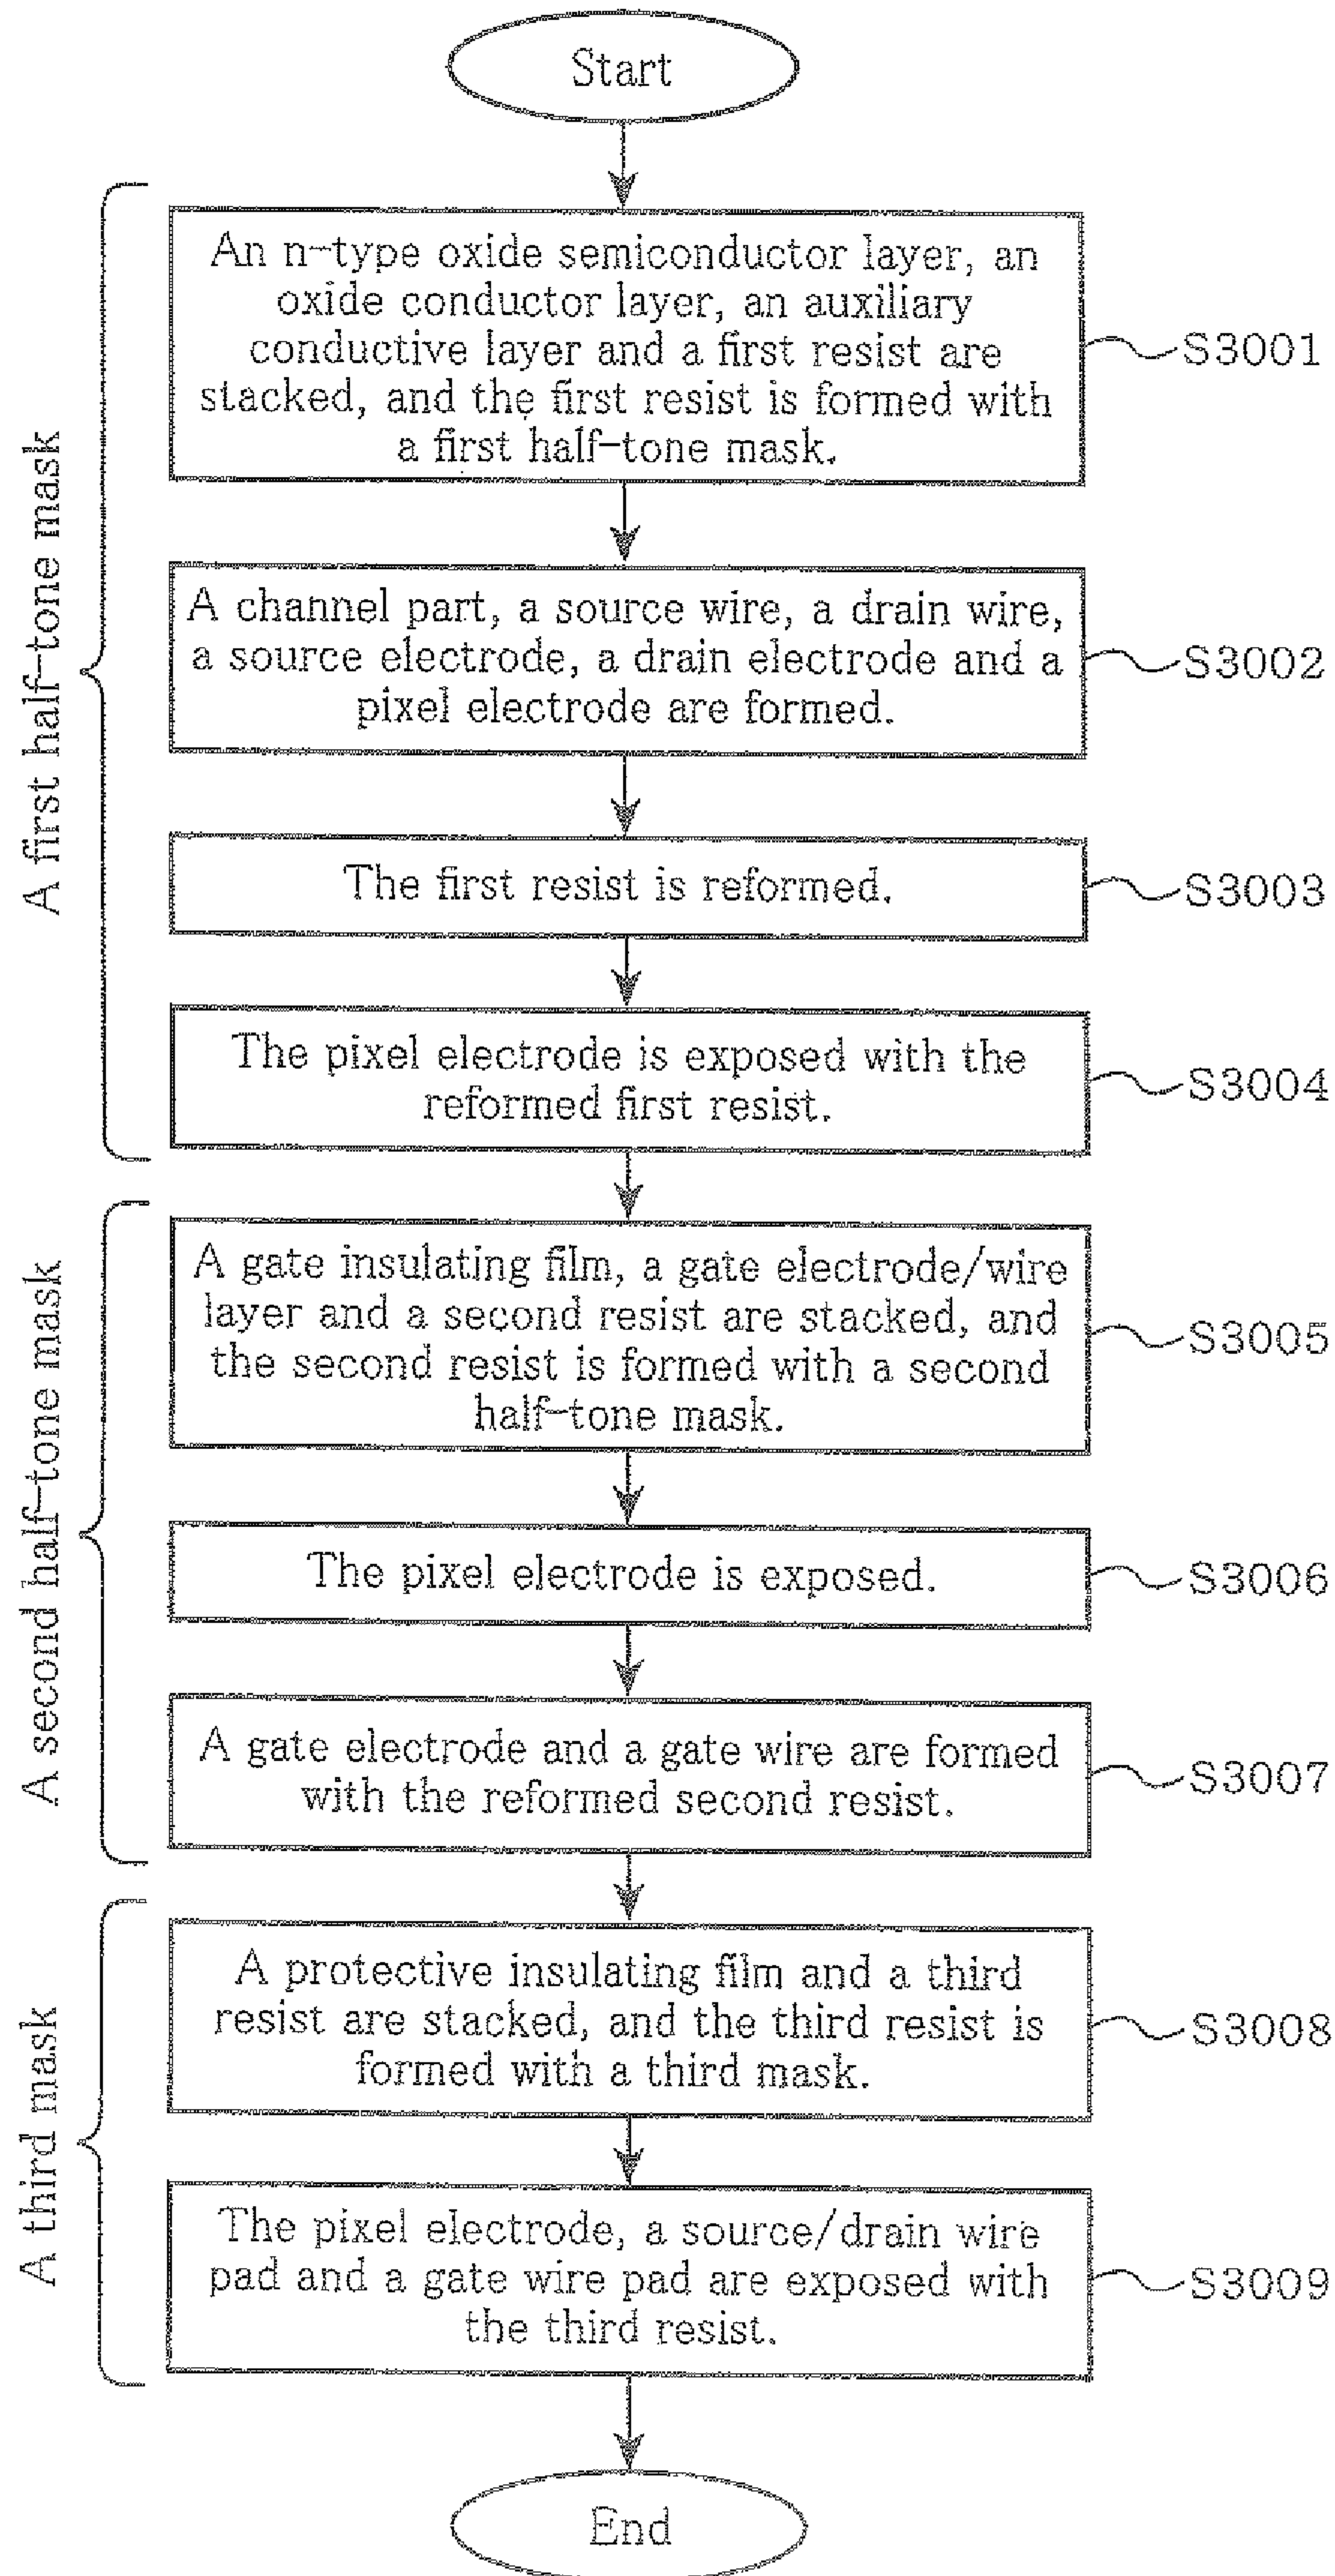 Start
A first half-tone mask
An n-type oxide semiconductor layer, an
oxide conductor layer, an auxiliary
conductive layer and a first resist are
stacked, and the first resist is formed with
a first half-tone mask.
S3001
A channel part, a source wire, a drain wire,
a source electrode, a drain electrode and a
pixel electrode are formed.
S3002
The first resist is reformed.
S3003
The pixel electrode is exposed with the
reformed first resist.
S3004
A second half-tone mask
A gate insulating film, a gate electrode/wire
layer and a second resist are stacked, and
the second resist is formed with a second
half-tone mask.
S3005
The pixel electrode is exposed.
S3006
A gate electrode and a gate wire are formed
with the reformed second resist.
S3007
A third mask
A protective insulating film and a third
resist are stacked, and the third resist is
formed with a third mask.
S3008
The pixel electrode, a source/drain wire
pad and a gate wire pad are exposed with
the third resist.
S3009
End